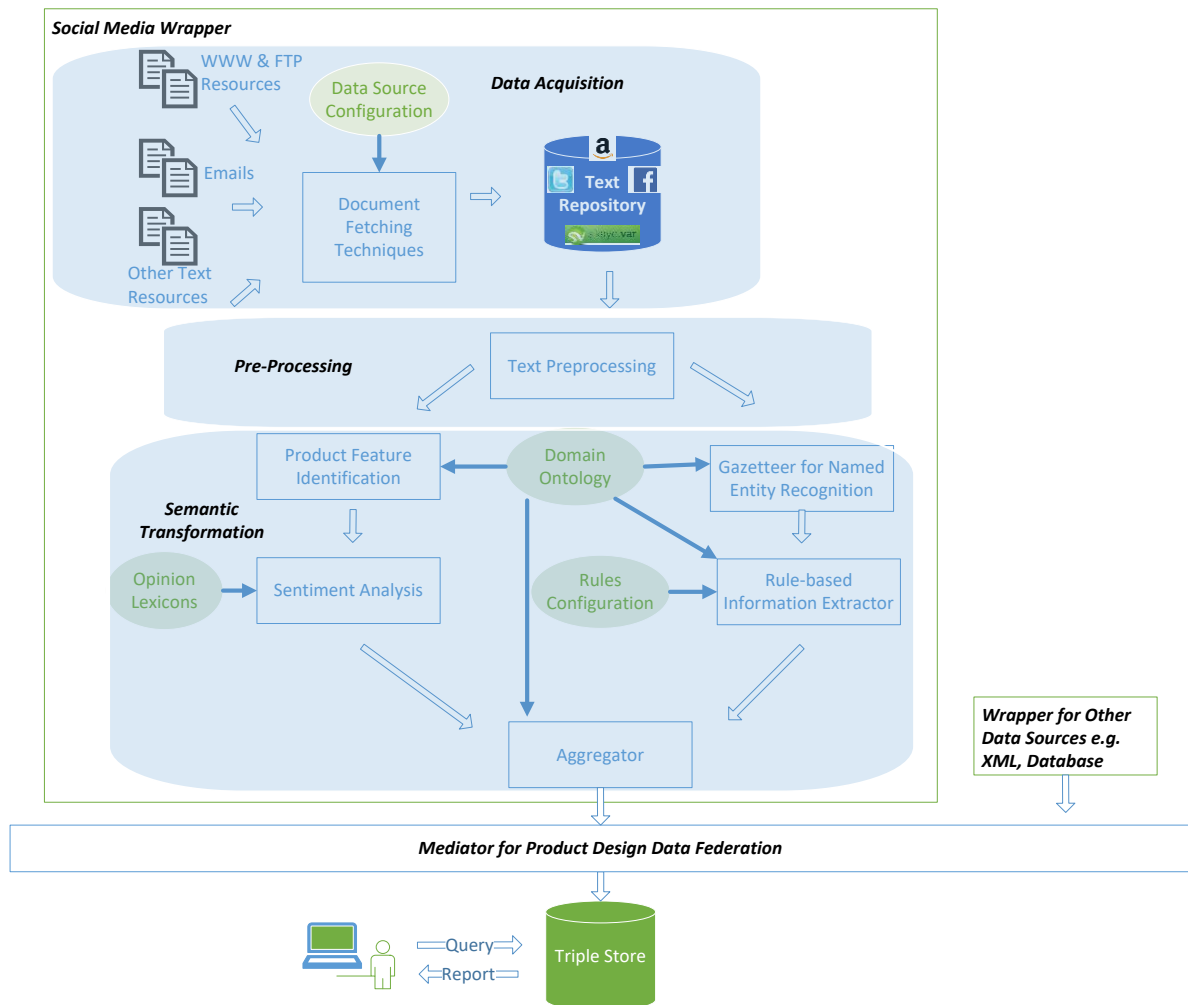 Social Media Wrapper
WWW & FTP
Resources
Data Source
Configuration
Data Acquisition
Emails
Document
Fetching
Techniques
a
Text
Repository
Other Text
Resources
Pre-Processing
Text Preprocessing
Product Feature
Identification
Domain
Ontology
Gazetteer for Named
Entity Recognition
Semantic
Transformation
Opinion
Lexicons
Sentiment Analysis
Rules
Configuration
Rule-based
Information Extractor
Aggregator
Wrapper for Other
Data Sources e.g.
XML, Database
Mediator for Product Design Data Federation
Query
Report
Triple Store